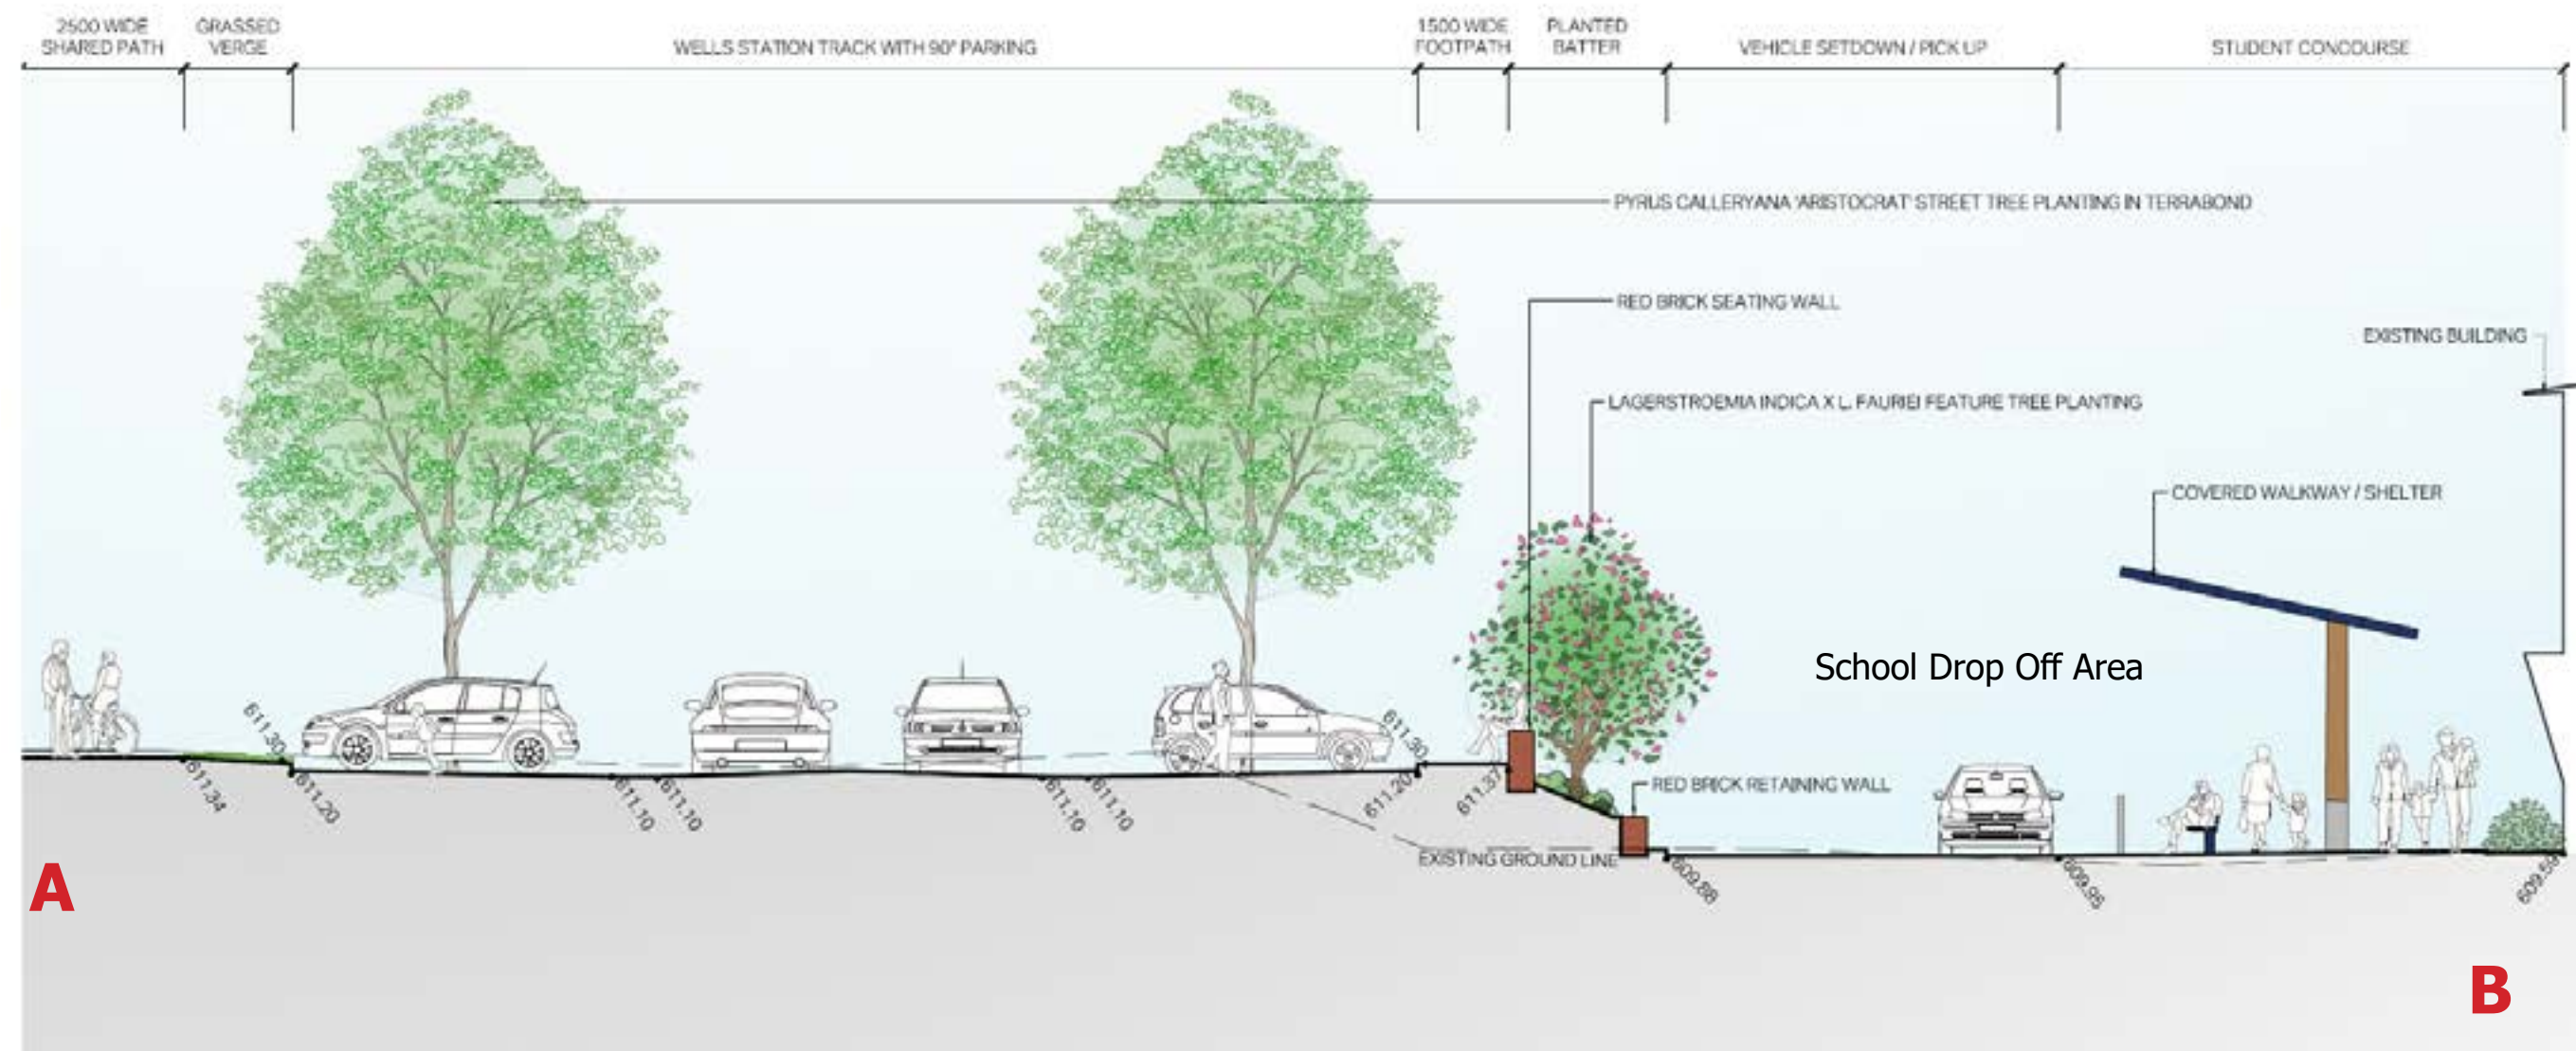 2500 WIDE
SHARED PATH
GRASSED
VERGE
WELLS STATION TRACK WITH 90° PARKING
1500 WIDE
FOOTPATH
PLANTED
BATTER
VEHICLE SETDOWN / PICK UP
STUDENT CONCOURSE
PYRUS CALLERYANA 'ARISTOCRAT' STREET TREE PLANTING IN TERRABOND
RED BRICK SEATING WALL
EXISTING BUILDING
LAGERSTROEMIA INDICA X L. FAURIEI FEATURE TREE PLANTING
COVERED WALKWAY / SHELTER
School Drop Off Area
RED BRICK RETAINING WALL
EXISTING GROUND LINE
611.34
611.30
611.20
611.10
611.10
611.10
611.10
611.30
611.20
611.37
609.88
A
B